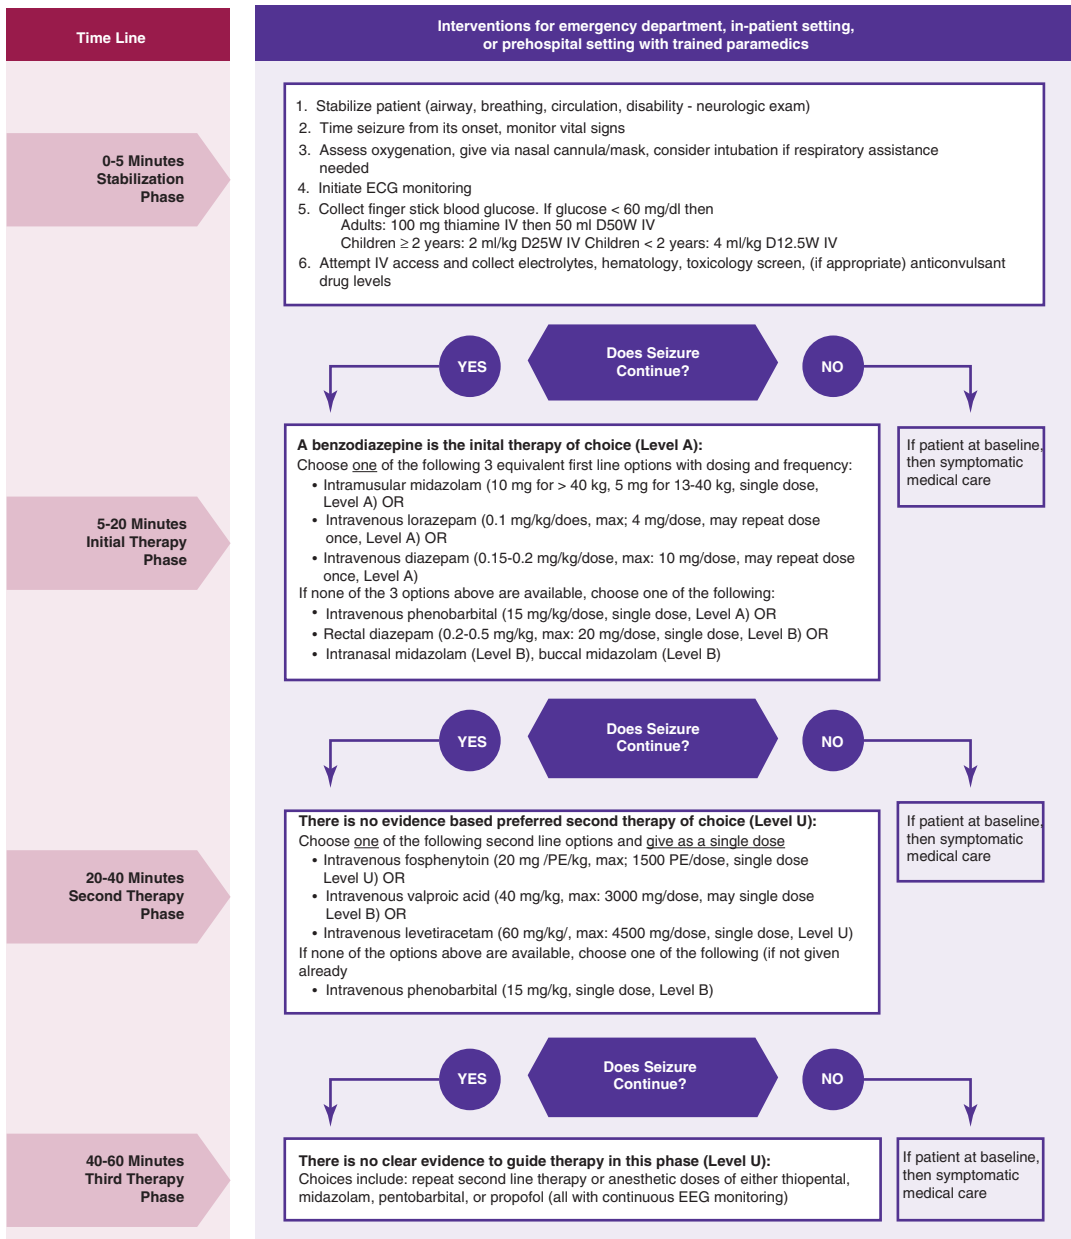 Time Line
Interventions for emergency department, in-patient setting,
or prehospital setting with trained paramedics
0-5 Minutes
Stabilization
Phase
1. Stabilize patient (airway, breathing, circulation, disability - neurologic exam)
2. Time seizure from its onset, monitor vital signs
3. Assess oxygenation, give via nasal cannula/mask, consider intubation if respiratory assistance
needed
4. Initiate ECG monitoring
5. Collect finger stick blood glucose. If glucose < 60 mg/dl then
Adults: 100 mg thiamine IV then 50 ml D50W IV
Children ≥ 2 years: 2 ml/kg D25W IV Children < 2 years: 4 ml/kg D12.5W IV
6. Attempt IV access and collect electrolytes, hematology, toxicology screen, (if appropriate) anticonvulsant
drug levels
YES
Does Seizure
Continue?
NO
5-20 Minutes
Initial Therapy
Phase
A benzodiazepine is the inital therapy of choice (Level A):
Choose one of the following 3 equivalent first line options with dosing and frequency:
• Intramusular midazolam (10 mg for > 40 kg, 5 mg for 13-40 kg, single dose,
Level A) OR
• Intravenous lorazepam (0.1 mg/kg/does, max; 4 mg/dose, may repeat dose
once, Level A) OR
• Intravenous diazepam (0.15-0.2 mg/kg/dose, max: 10 mg/dose, may repeat dose
once, Level A)
If none of the 3 options above are available, choose one of the following:
• Intravenous phenobarbital (15 mg/kg/dose, single dose, Level A) OR
• Rectal diazepam (0.2-0.5 mg/kg, max: 20 mg/dose, single dose, Level B) OR
• Intranasal midazolam (Level B), buccal midazolam (Level B)
If patient at baseline,
then symptomatic
medical care
YES
Does Seizure
Continue?
NO
20-40 Minutes
Second Therapy
Phase
There is no evidence based preferred second therapy of choice (Level U):
Choose one of the following second line options and give as a single dose
• Intravenous fosphenytoin (20 mg /PE/kg, max; 1500 PE/dose, single dose
Level U) OR
• Intravenous valproic acid (40 mg/kg, max: 3000 mg/dose, may single dose
Level B) OR
• Intravenous levetiracetam (60 mg/kg/, max: 4500 mg/dose, single dose, Level U)
If none of the options above are available, choose one of the following (if not given
already
• Intravenous phenobarbital (15 mg/kg, single dose, Level B)
If patient at baseline,
then symptomatic
medical care
YES
Does Seizure
Continue?
NO
40-60 Minutes
Third Therapy
Phase
There is no clear evidence to guide therapy in this phase (Level U):
Choices include: repeat second line therapy or anesthetic doses of either thiopental,
midazolam, pentobarbital, or propofol (all with continuous EEG monitoring)
If patient at baseline,
then symptomatic
medical care